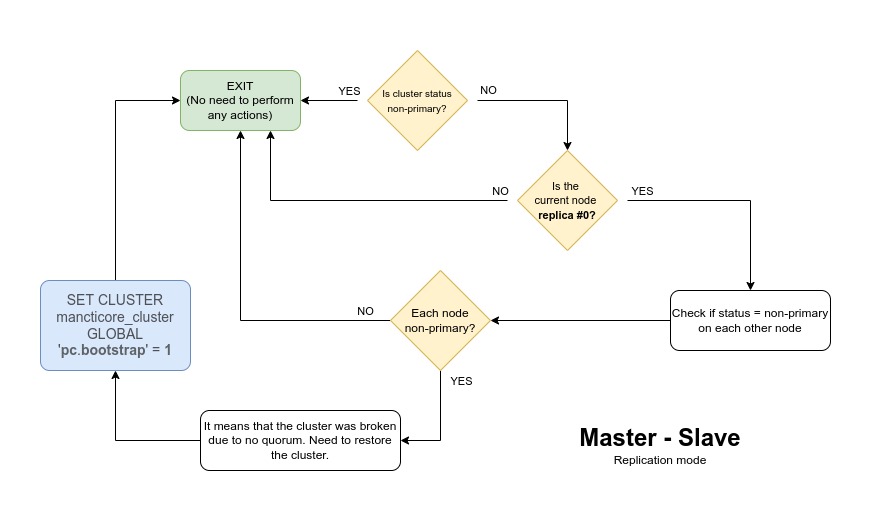 EXIT
(No need to perform
any actions)
YES
Is cluster status
non-primary?
NO
Is the
current node
replica #0?
NO
YES
SET CLUSTER
mancticore_cluster
GLOBAL
'pc.bootstrap' = 1
NO
Each node
non-primary?
Check if status = non-primary
on each other node
YES
It means that the cluster was broken
due to no quorum. Need to restore
the cluster.
Master - Slave
Replication mode